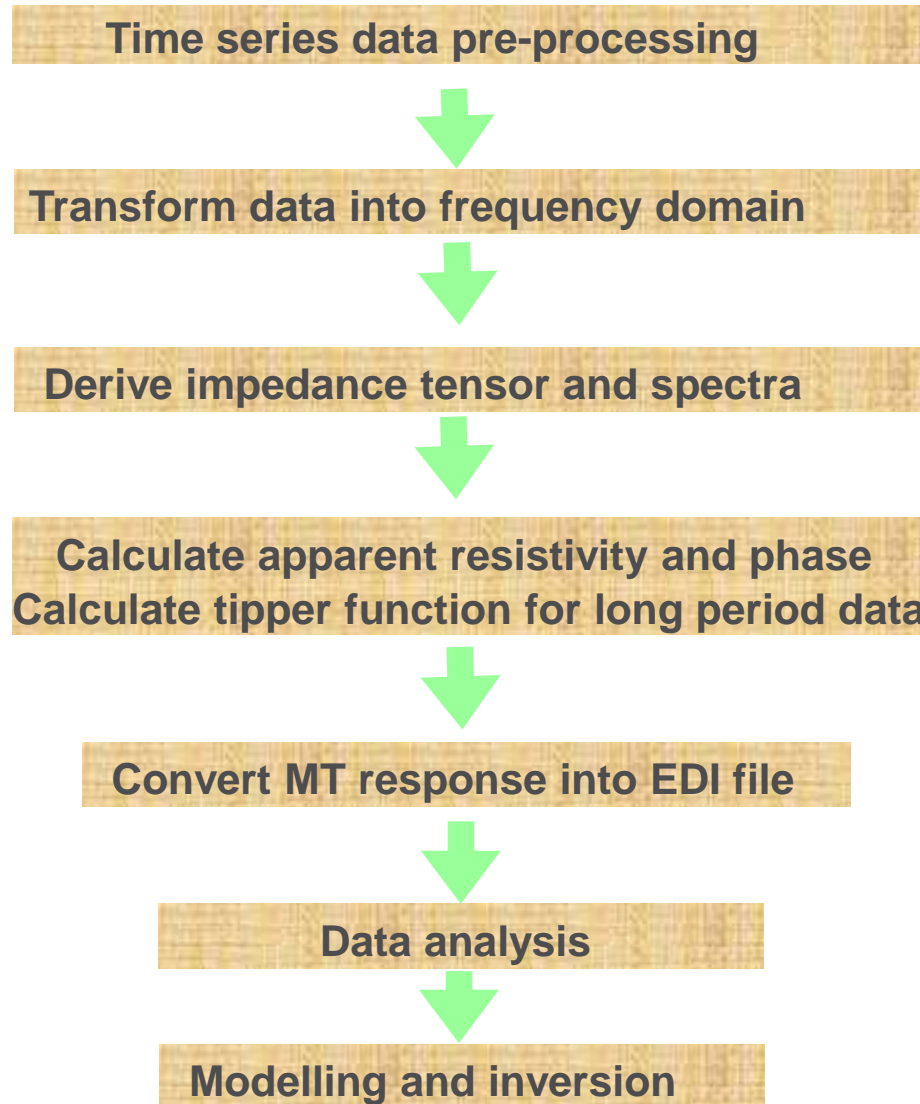 Time series data pre-processing
Transform data into frequency domain
Derive impedance tensor and spectra
Calculate apparent resistivity and phase
Calculate tipper function for long period data
Convert MT response into EDI file
Data analysis
Modelling and inversion